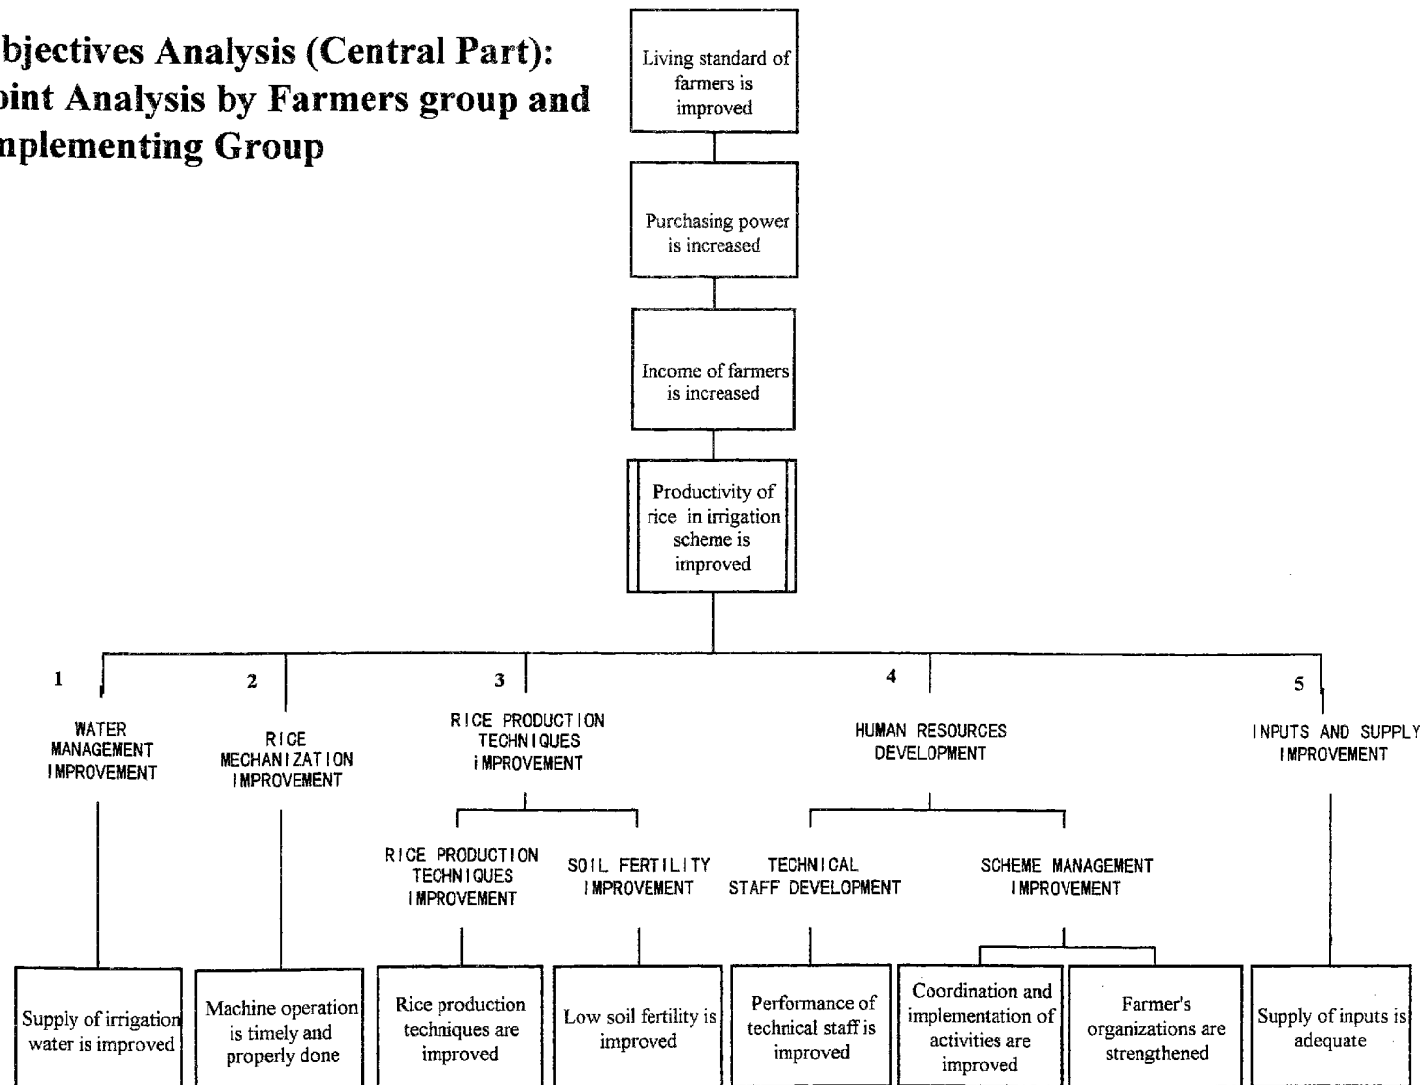 bjectives Analysis (Central Part):
oint Analysis by Farmers group and
mplementing Group
Living standard of
farmers is
improved
Purchasing power
is increased
Income of farmers
is increased
Productivity of
rice in irrigation
scheme is
improved
1
WATER
MANAGEMENT
IMPROVEMENT
2
RICE
MECHANIZATION
IMPROVEMENT
3
RICE PRODUCTION
TECHNIQUES
IMPROVEMENT
4
HUMAN RESOURCES
DEVELOPMENT
5
INPUTS AND SUPPLY
IMPROVEMENT
RICE PRODUCTION
TECHNIQUES
IMPROVEMENT
SOIL FERTILITY
IMPROVEMENT
TECHNICAL
STAFF DEVELOPMENT
SCHEME MANAGEMENT
IMPROVEMENT
Supply of irrigation
water is improved
Machine operation
is timely and
properly done
Rice production
techniques are
improved
Low soil fertility is
improved
Performance of
technical staff is
improved
Coordination and
implementation of
activities are
improved
Farmer's
organizations are
strengthened
Supply of inputs is
adequate